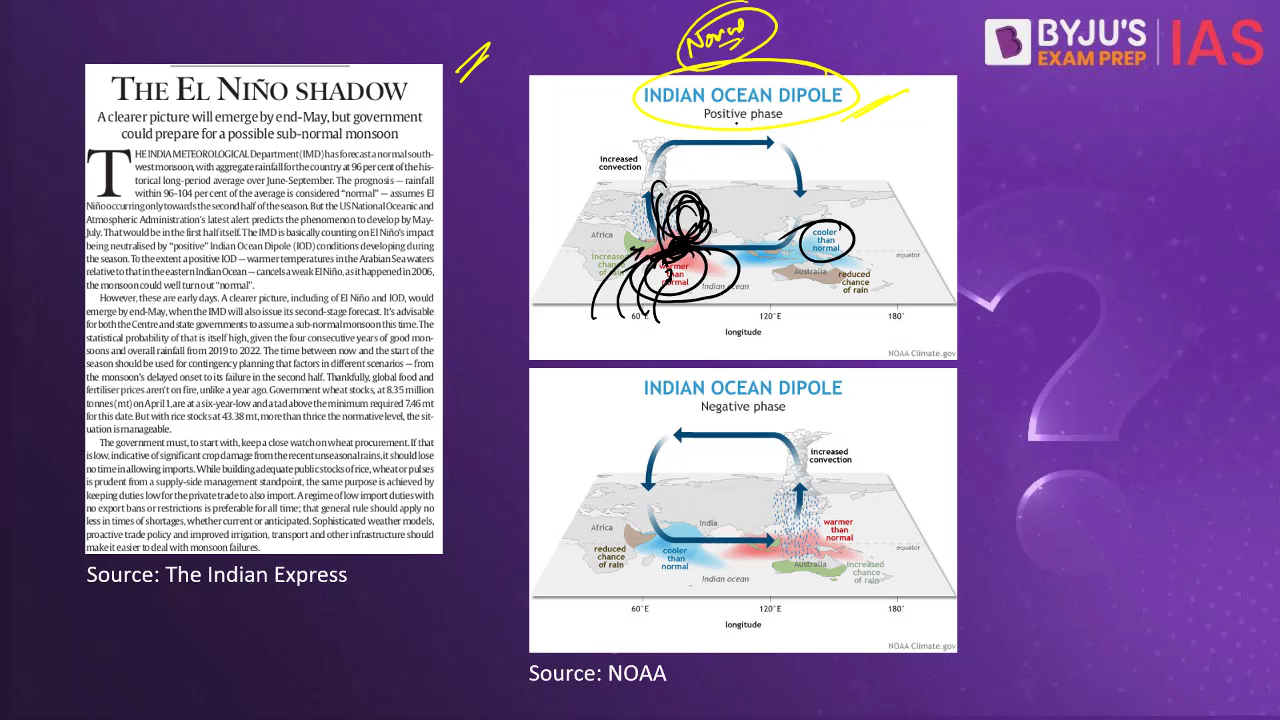 BYJU'S
EXAM PREP
IAS
THE EL NIÑO SHADOW
A clearer picture will emerge by end-May, but government
could prepare for a possible sub-normal monsoon
THE INDIA METEOROLOGICAL Department (IMD) has forecast a normal south-
west monsoon, with aggregate rainfall for the country at 96 per cent of the his-
torical long-period average over June-September. The prognosis — rainfall
within 96-104 per cent of the average is considered “normal” — assumes El
Niño occurring only towards the second half of the season. But the US National Oceanic and
Atmospheric Administration's latest alert predicts the phenomenon to develop by May-
July. That would be in the first half itself. The IMD is basically counting on El Niño's impact
being neutralised by “positive” Indian Ocean Dipole (IOD) conditions developing during
the season. To the extent a positive IOD — warmer temperatures in the Arabian Sea waters
relative to that in the eastern Indian Ocean — cancels a weak El Niño, as it happened in 2006,
the monsoon could well turn out “normal”.
However, these are early days. A clearer picture, including of El Niño and IOD, would
emerge by end-May, when the IMD will also issue its second-stage forecast. It's advisable
for both the Centre and state governments to assume a sub-normal monsoon this time. The
statistical probability of that is itself high, given the four consecutive years of good mon-
soons and overall rainfall from 2019 to 2022. The time between now and the start of the
season should be used for contingency planning that factors in different scenarios — from
the monsoon's delayed onset to its failure in the second half. Thankfully, global food and
fertiliser prices aren't on fire, unlike a year ago. Government wheat stocks, at 8.35 million
tonnes (mt) on April 1, are at a six-year-low and a tad above the minimum required 7.46 mt
for this date. But with rice stocks at 43.38 mt, more than thrice the normative level, the sit-
uation is manageable.
The government must, to start with, keep a close watch on wheat procurement. If that
is low, indicative of significant crop damage from the recent unseasonal rains, it should lose
no time in allowing imports. While building adequate public stocks of rice, wheat or pulses
is prudent from a supply-side management standpoint, the same purpose is achieved by
keeping duties low for the private trade to also import. A regime of low import duties with
no export bans or restrictions is preferable for all time; that general rule should apply no
less in times of shortages, whether current or anticipated. Sophisticated weather models,
proactive trade policy and improved irrigation, transport and other infrastructure should
make it easier to deal with monsoon failures.
Source: The Indian Express
INDIAN OCEAN DIPOLE
Positive phase
increased
convection
Africa
increased
chance
of rain
warmer
than
normal
Indian ocean
cooler
than
normal
Australia
reduced
chance
of rain
equator
60°E
120°E
180°
longitude
NOAA Climate.gov
INDIAN OCEAN DIPOLE
Negative phase
increased
convection
Africa
India
warmer
than
normal
reduced
chance
of rain
cooler
than
normal
Indian ocean
Australia
increased
chance
of rain
equator
60°E
120°E
180°
longitude
NOAA Climate.gov
Source: NOAA